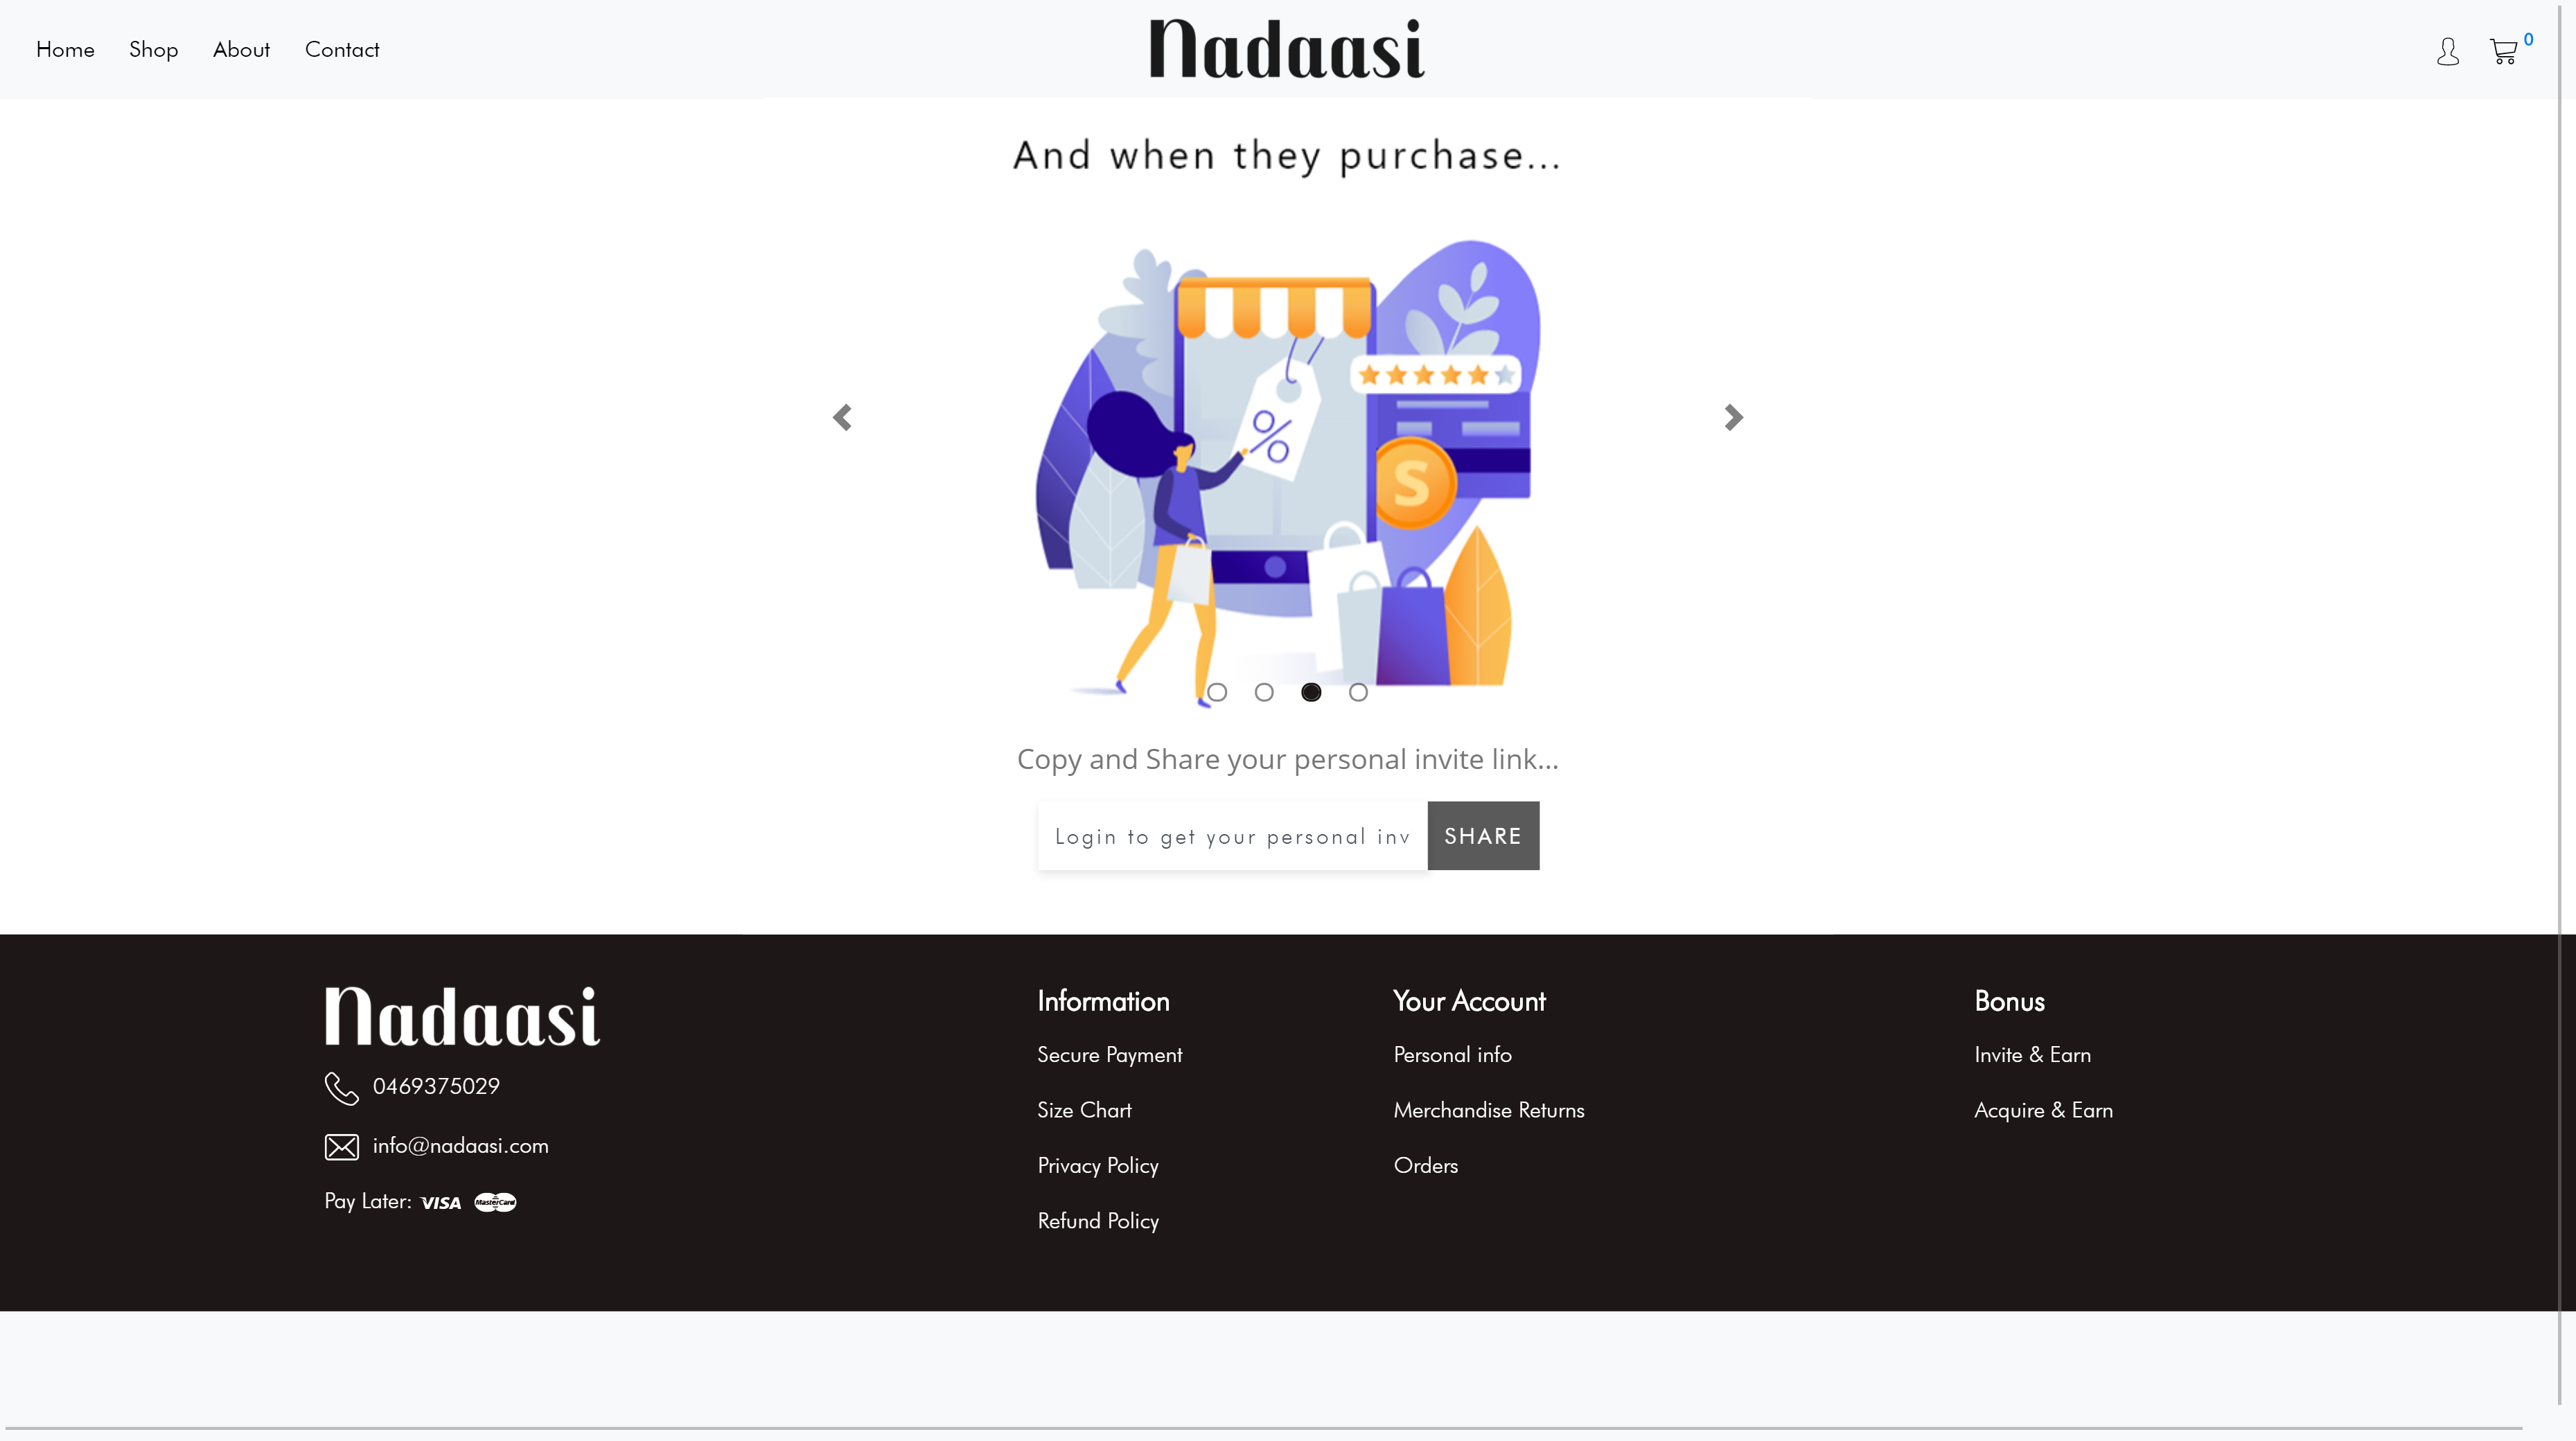 Home Shop About Contact
Nadaasi
0
And when they purchase...
%
S
Copy and Share your personal invite link...
Login to get your personal inv
SHARE
Nadaasi
0469375029
info@nadaasi.com
Pay Later: VISA MasterCard
Information
Secure Payment
Size Chart
Privacy Policy
Refund Policy
Your Account
Personal info
Merchandise Returns
Orders
Bonus
Invite & Earn
Acquire & Earn